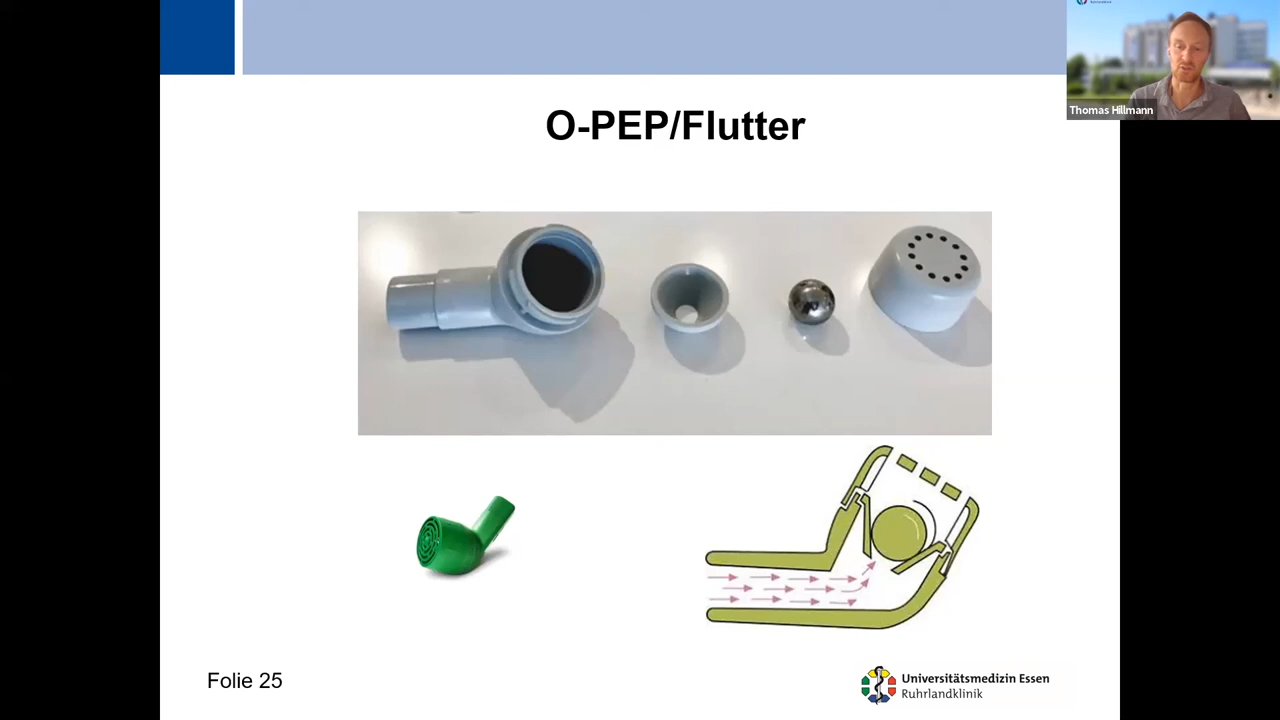 Thomas Hillmann
O-PEP/Flutter
Folie 25
Universitätsmedizin Essen
Ruhrlandklinik